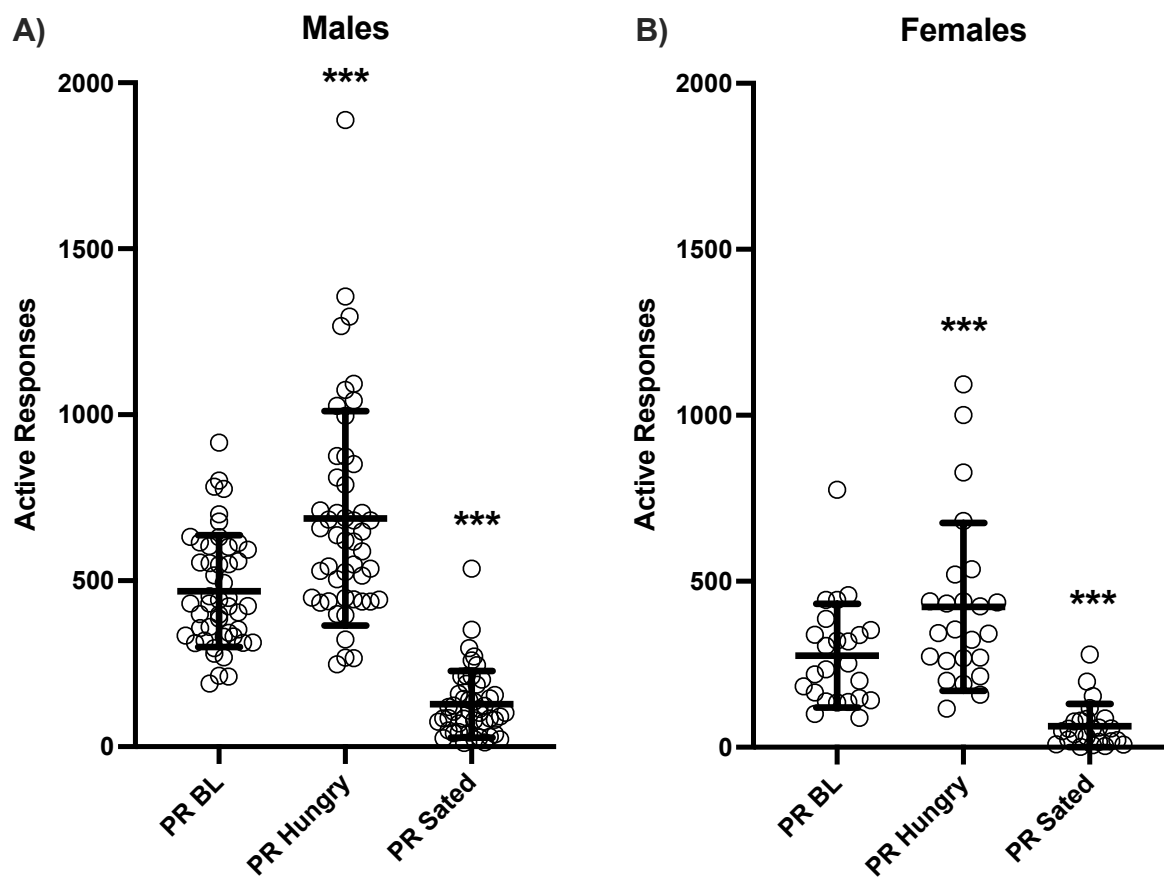 A)
Males
***
2000
1500
1000
500
0
Active Responses
***
PR BL
PR Hungry
PR Sated
B)
Females
2000
1500
1000
500
0
Active Responses
***
***
PR BL
PR Hungry
PR Sated